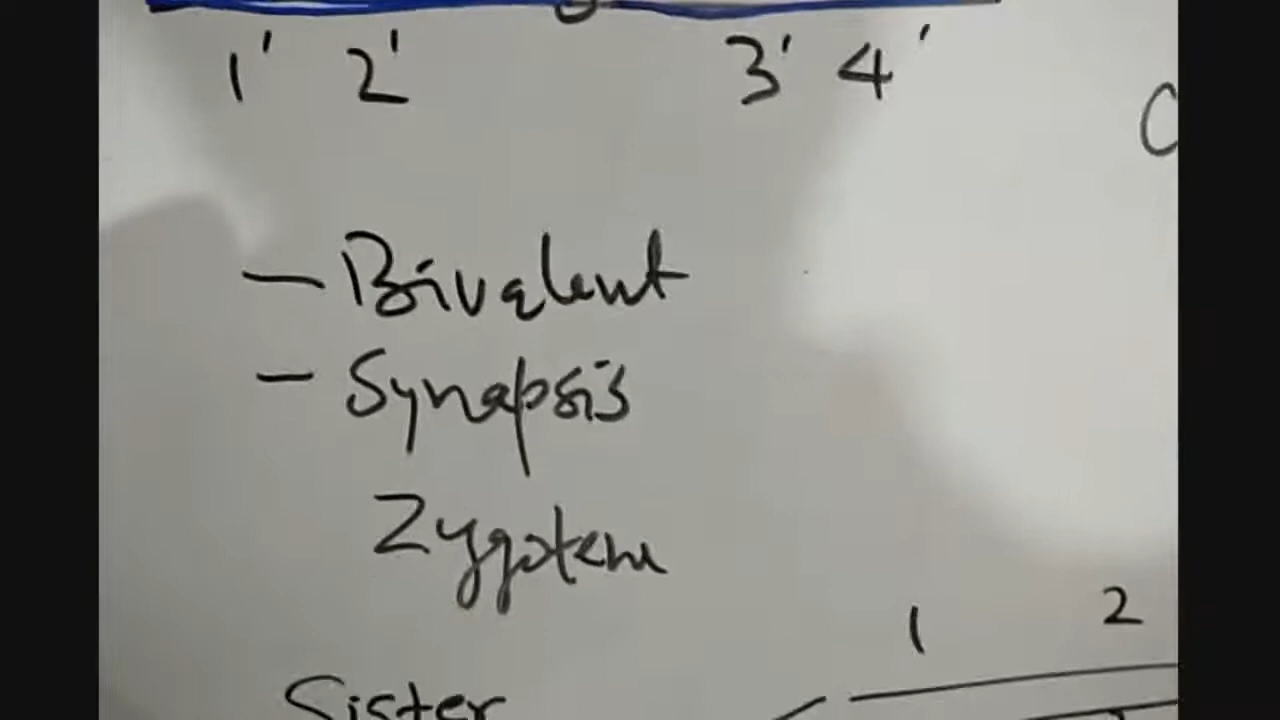 1' 2' 3' 4'
- Bivalent
- Synapsis
Zygotene
1 2
Sister